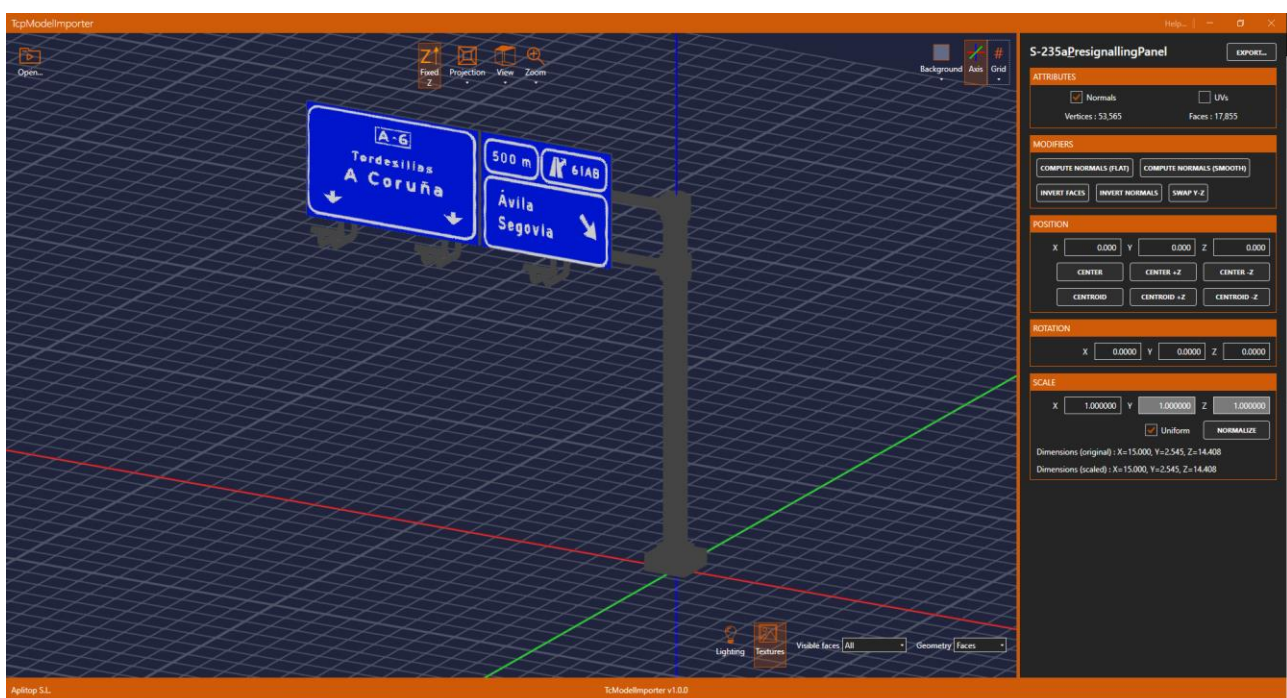 TcpModelImporter
Help... |
Open...
Fixed Z
Projection
View
Zoom
Background
Axis
Grid
A-6
Tordesillas
A Coruña
500 m
61AB
Ávila
Segovia
Lighting
Textures
Visible faces All
Geometry Faces
S-235aPresignallingPanel
EXPORT...
ATTRIBUTES
Normals UVs
Vertices : 53,565 Faces : 17,855
MODIFIERS
COMPUTE NORMALS (FLAT) COMPUTE NORMALS (SMOOTH)
INVERT FACES INVERT NORMALS SWAP Y-Z
POSITION
X 0.000 Y 0.000 Z 0.000
CENTER CENTER +Z CENTER -Z
CENTROID CENTROID +Z CENTROID -Z
ROTATION
X 0.0000 Y 0.0000 Z 0.0000
SCALE
X 1.000000 Y 1.000000 Z 1.000000
Uniform NORMALIZE
Dimensions (original) : X=15.000, Y=2.545, Z=14.408
Dimensions (scaled) : X=15.000, Y=2.545, Z=14.408
Aplitop S.L.
TcModelImporter v1.0.0